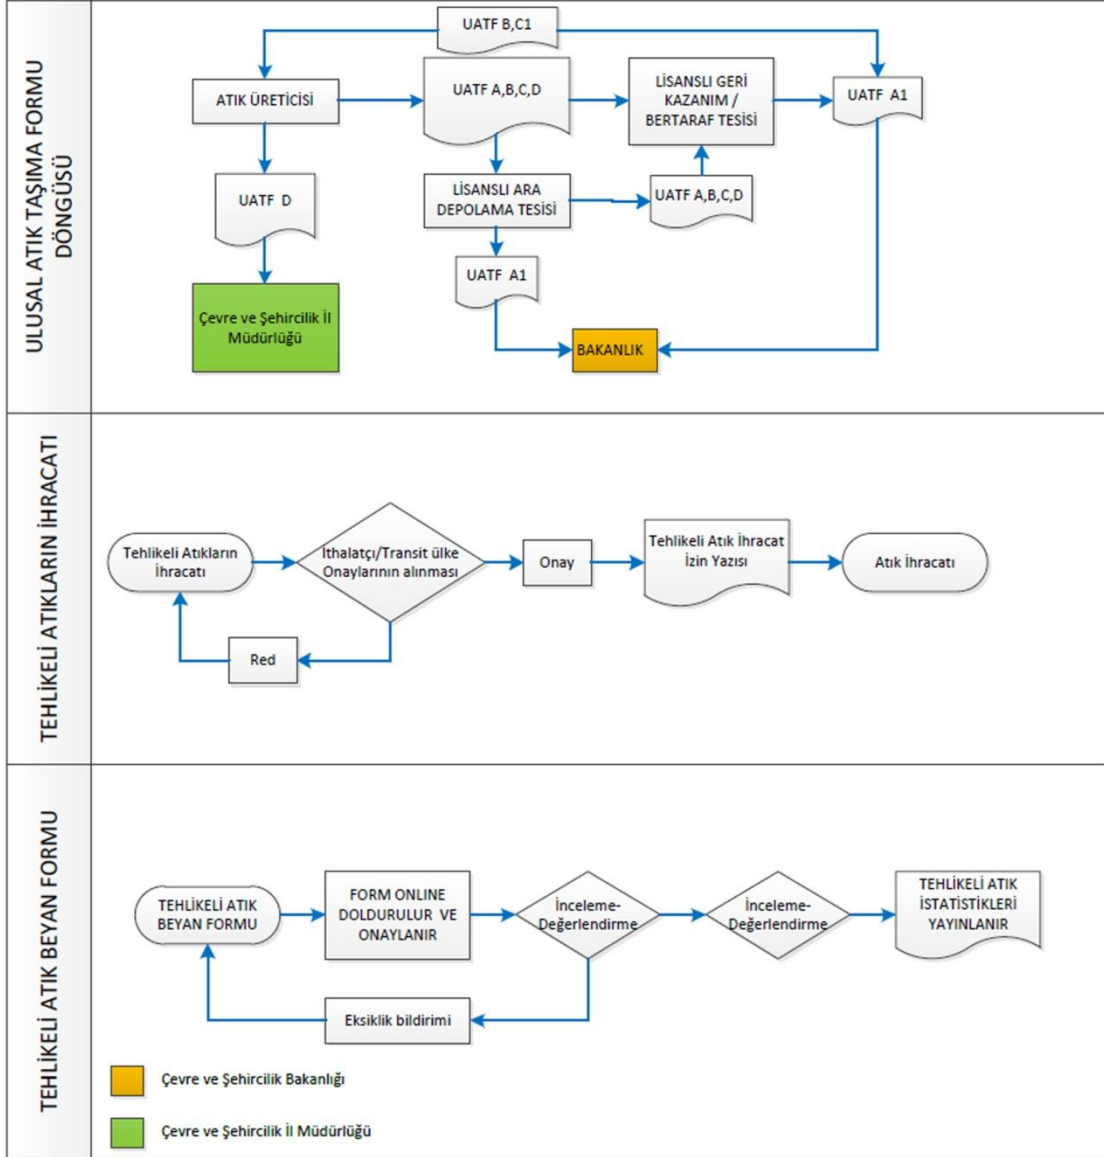 ULUSAL ATIK TAŞIMA FORMU
DÖNGÜSÜ
UATF B,C1
ATIK ÜRETİCİSİ
UATF A,B,C,D
LİSANSLI GERİ
KAZANIM /
BERTARAF TESİSİ
UATF A1
UATF D
LİSANSLI ARA
DEPOLAMA TESİSİ
UATF A,B,C,D
UATF A1
Çevre ve Şehircilik İl
Müdürlüğü
BAKANLIK
TEHLİKELİ ATIKLARIN İHRACATI
Tehlikeli Atıkların
İhracatı
İthalatçı/Transit ülke
Onaylarının alınması
Onay
Tehlikeli Atık İhracat
İzin Yazısı
Atık İhracatı
Red
TEHLİKELİ ATIK BEYAN FORMU
TEHLİKELİ ATIK
BEYAN FORMU
FORM ONLINE
DOLDURULUR VE
ONAYLANIR
İnceleme-
Değerlendirme
İnceleme-
Değerlendirme
TEHLİKELİ ATIK
İSTATİSTİKLERİ
YAYINLANIR
Eksiklik bildirimi
Çevre ve Şehircilik Bakanlığı
Çevre ve Şehircilik İl Müdürlüğü